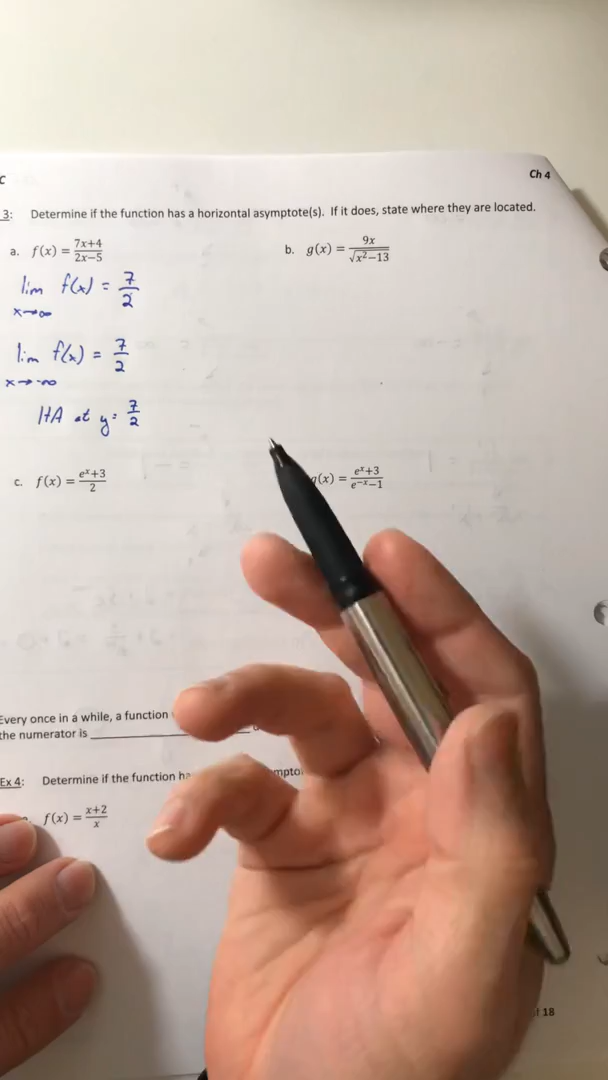 C
Ch 4
3: Determine if the function has a horizontal asymptote(s). If it does, state where they are located.
a. f(x) = 7x+4/2x−5
b. g(x) = 9x/√x²−13
lim f(x) = 7/2
x→∞
lim f(x) = 7/2
x→-∞
HA at y = 7/2
c. f(x) = eˣ+3/2
g(x) = eˣ+3/e⁻ˣ−1
Every once in a while, a function
the numerator is
Ex 4: Determine if the function
f(x) = x+2/x
18